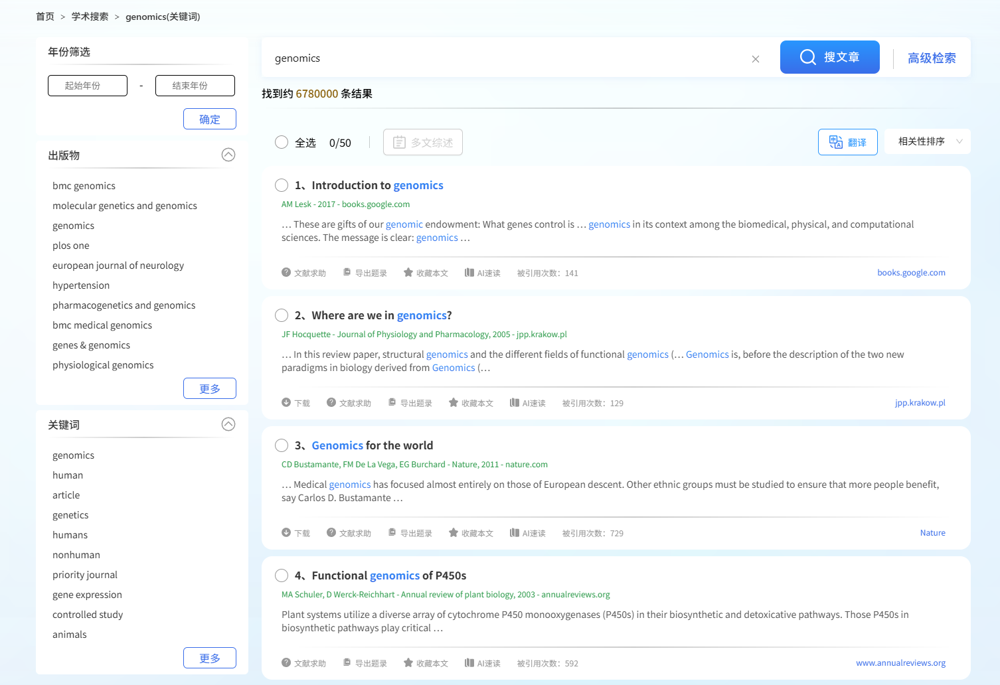 首页 > 学术搜索 > genomics(关键词)
年份筛选
起始年份 - 结束年份
确定
出版物
bmc genomics
molecular genetics and genomics
genomics
plos one
european journal of neurology
hypertension
pharmacogenetics and genomics
bmc medical genomics
genes & genomics
physiological genomics
更多
关键词
genomics
human
article
genetics
humans
nonhuman
priority journal
gene expression
controlled study
animals
更多
genomics × 搜文章 高级检索
找到约 6780000 条结果
全选 0/50 多文综述 翻译 相关性排序
1、Introduction to genomics
AM Lesk - 2017 - books.google.com
… These are gifts of our genomic endowment: What genes control is … genomics in its context among the biomedical, physical, and computational
sciences. The message is clear: genomics …
文献求助 导出题录 收藏本文 AI速读 被引用次数：141 books.google.com
2、Where are we in genomics?
JF Hocquette - Journal of Physiology and Pharmacology, 2005 - jpp.krakow.pl
… In this review paper, structural genomics and the different fields of functional genomics (… Genomics is, before the description of the two new
paradigms in biology derived from Genomics (…
下载 文献求助 导出题录 收藏本文 AI速读 被引用次数：129 jpp.krakow.pl
3、Genomics for the world
CD Bustamante, FM De La Vega, EG Burchard - Nature, 2011 - nature.com
… Medical genomics has focused almost entirely on those of European descent. Other ethnic groups must be studied to ensure that more people benefit,
say Carlos D. Bustamante …
下载 文献求助 导出题录 收藏本文 AI速读 被引用次数：729 Nature
4、Functional genomics of P450s
MA Schuler, D Werck-Reichhart - Annual review of plant biology, 2003 - annualreviews.org
Plant systems utilize a diverse array of cytochrome P450 monooxygenases (P450s) in their biosynthetic and detoxicative pathways. Those P450s in
biosynthetic pathways play critical …
文献求助 导出题录 收藏本文 AI速读 被引用次数：592 www.annualreviews.org